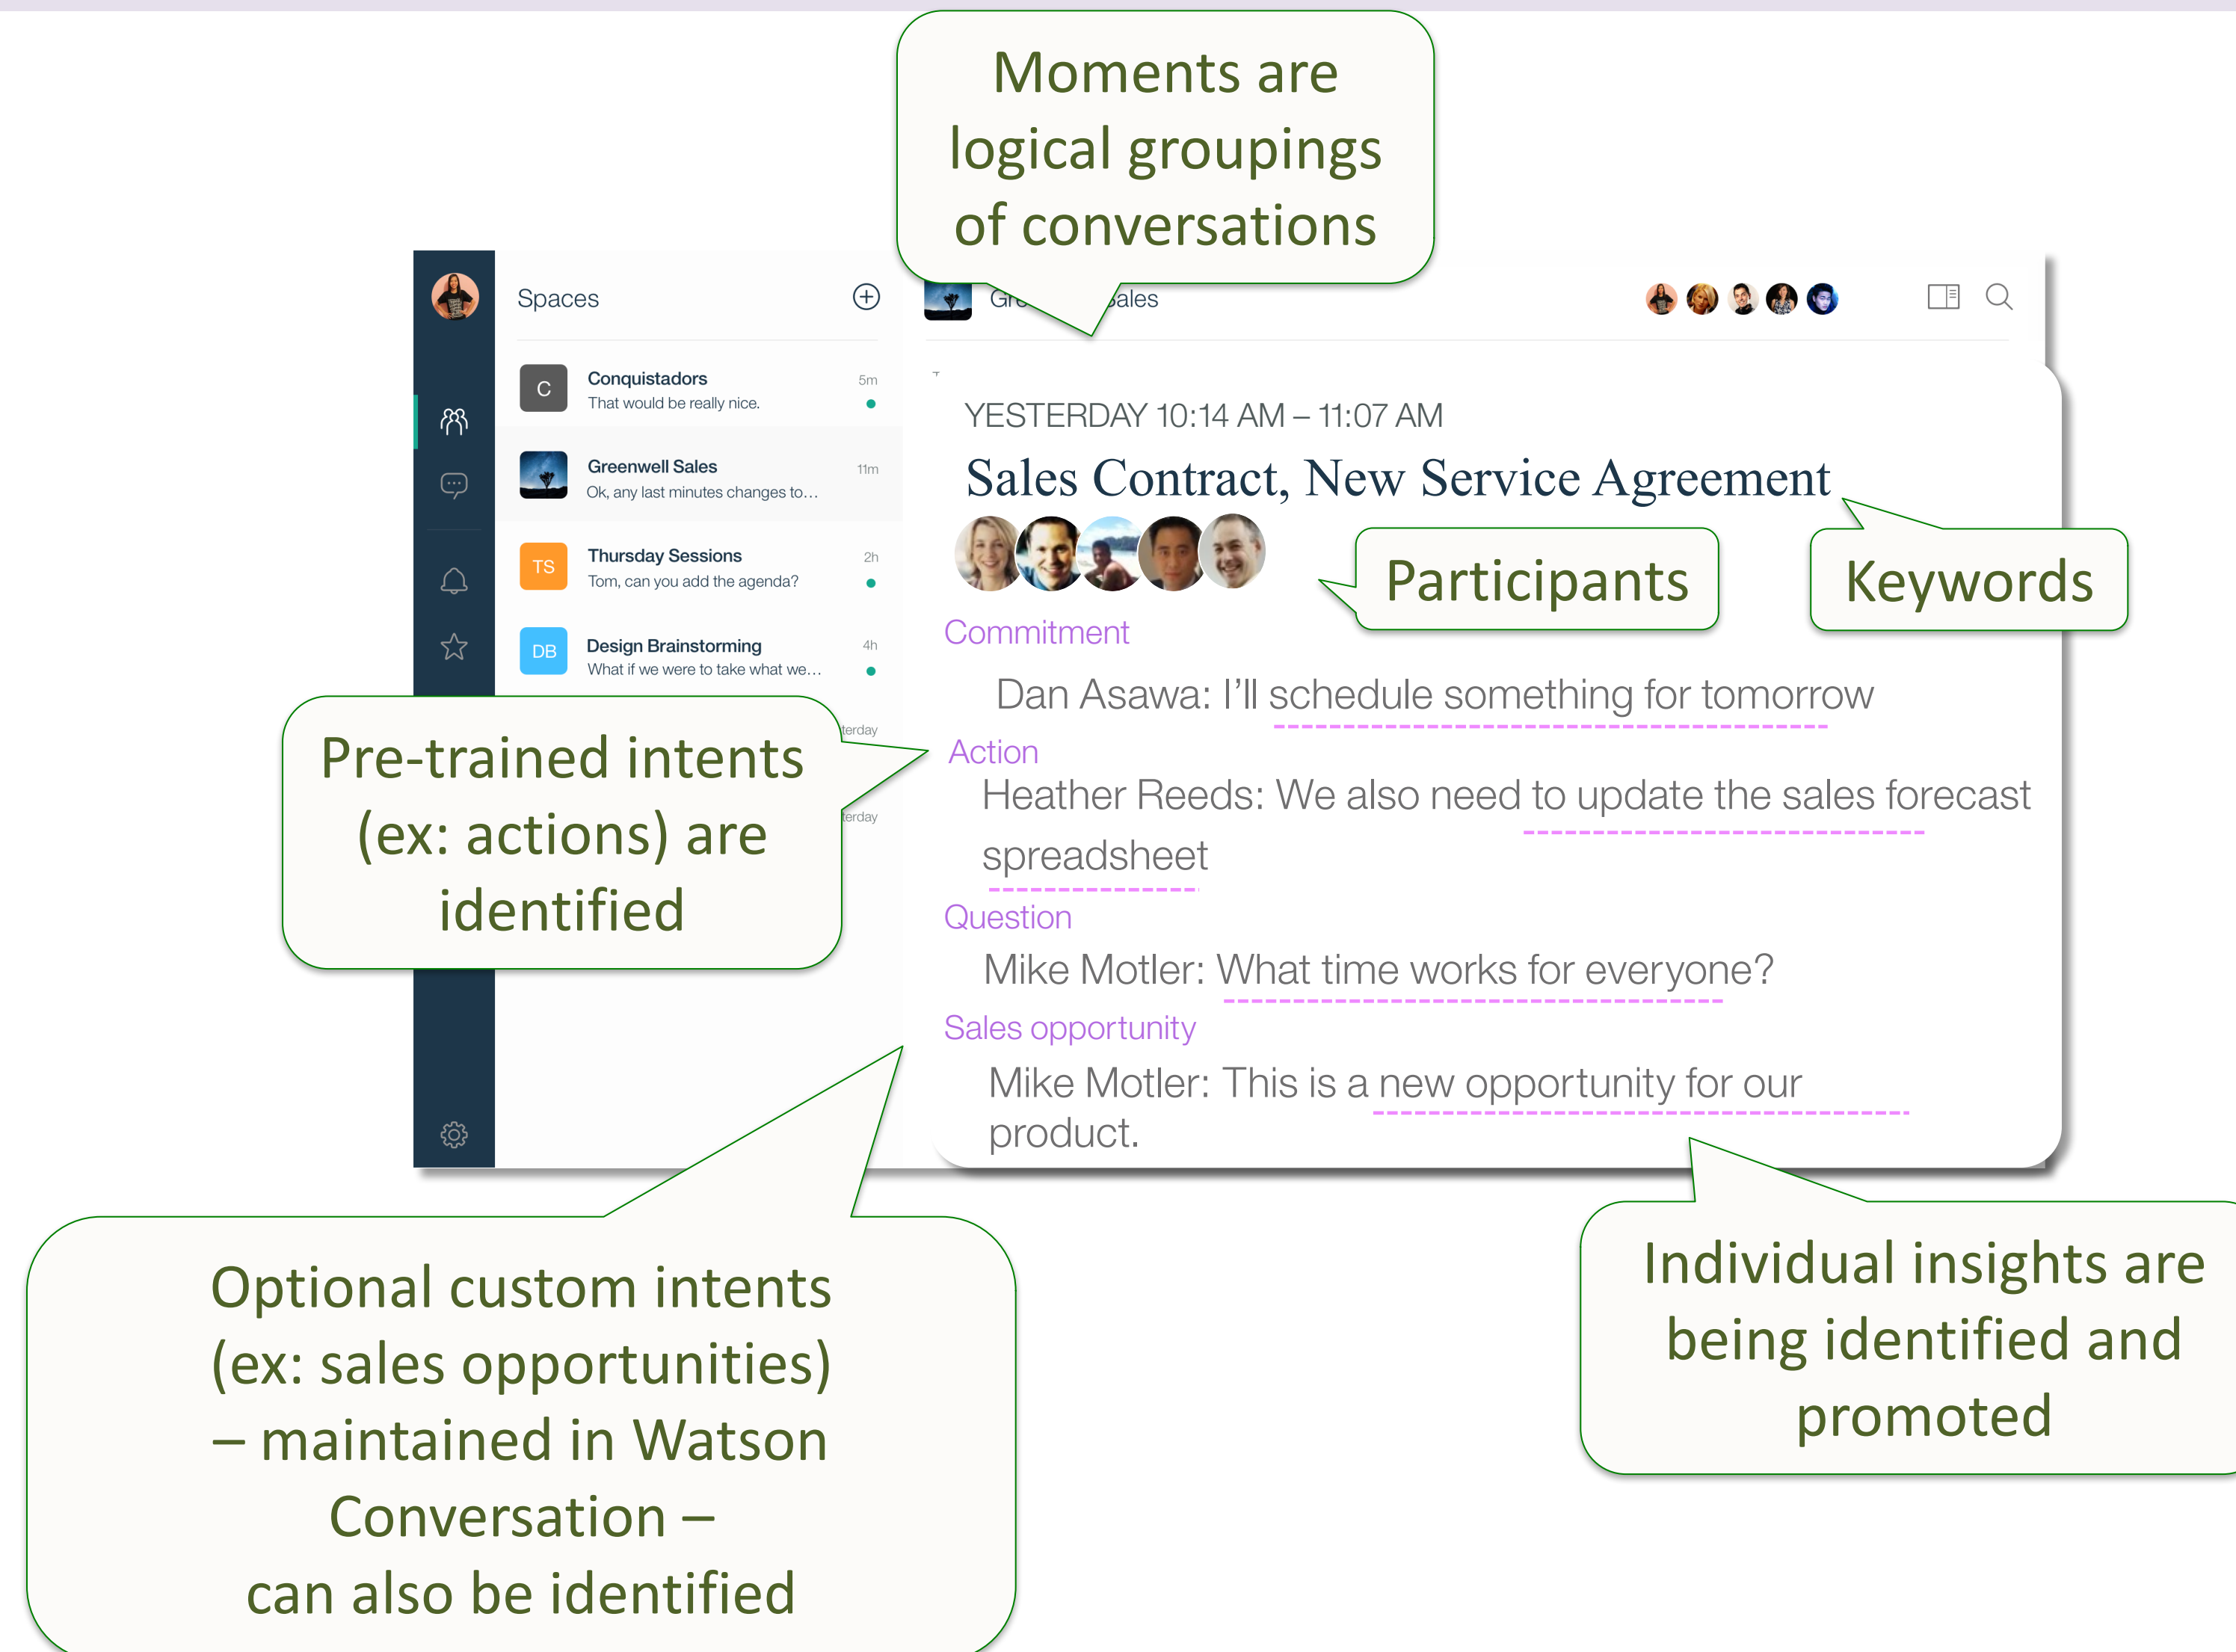 Moments are
logical groupings
of conversations
Spaces
Sales
Conquistadors
5m
That would be really nice.
C
Greenwell Sales
11m
Ok, any last minutes changes to…
TS
Thursday Sessions
2h
Tom, can you add the agenda?
DB
Design Brainstorming
4h
What if we were to take what we…
YESTERDAY 10:14 AM – 11:07 AM
Sales Contract, New Service Agreement
Participants
Keywords
Commitment
Dan Asawa: I’ll schedule something for tomorrow
Action
Heather Reeds: We also need to update the sales forecast
spreadsheet
Question
Mike Motler: What time works for everyone?
Sales opportunity
Mike Motler: This is a new opportunity for our
product.
Pre-trained intents
(ex: actions) are
identified
Optional custom intents
(ex: sales opportunities)
– maintained in Watson
Conversation –
can also be identified
Individual insights are
being identified and
promoted